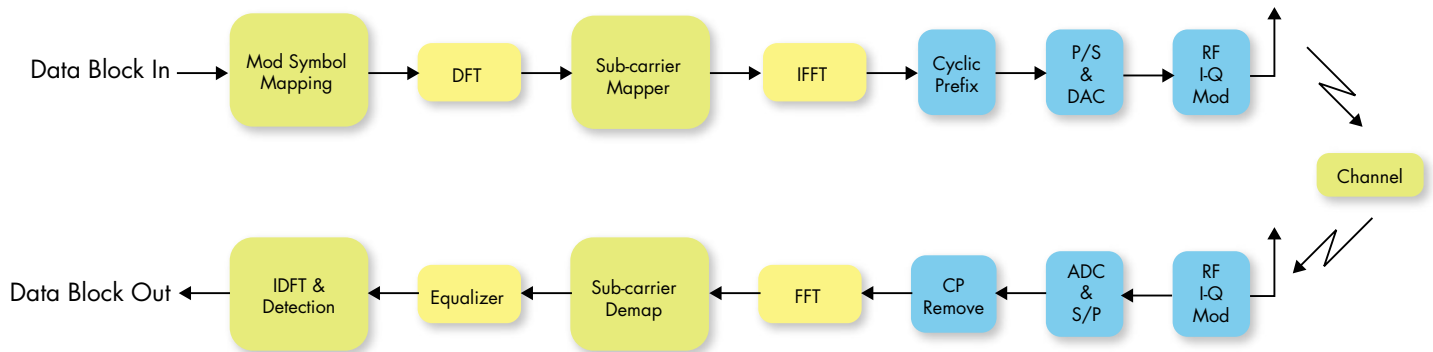 Data Block In
Mod Symbol
Mapping
DFT
Sub-carrier
Mapper
IFFT
Cyclic
Prefix
P/S
&
DAC
RF
I-Q
Mod
Channel
Data Block Out
IDFT &
Detection
Equalizer
Sub-carrier
Demap
FFT
CP
Remove
ADC
&
S/P
RF
I-Q
Mod